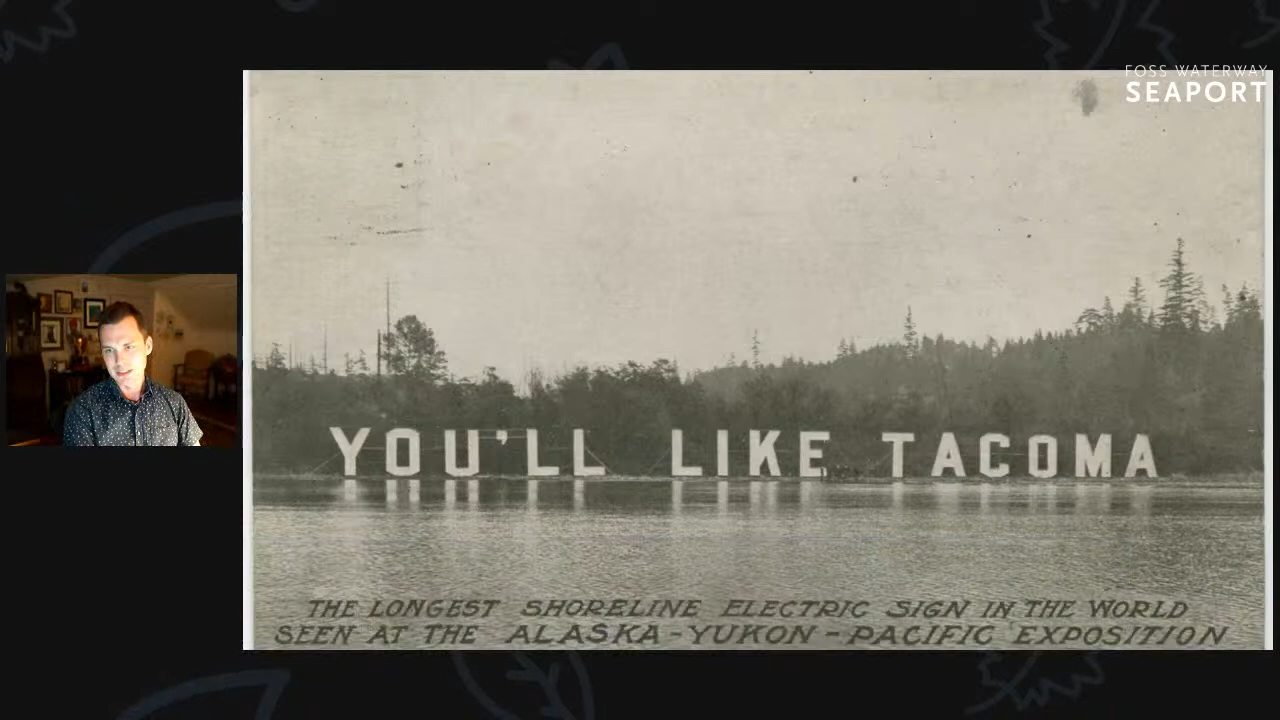 FOSS WATERWAY
SEAPORT
YOU'LL LIKE TACOMA
THE LONGEST SHORELINE ELECTRIC SIGN IN THE WORLD
SEEN AT THE ALASKA-YUKON-PACIFIC EXPOSITION